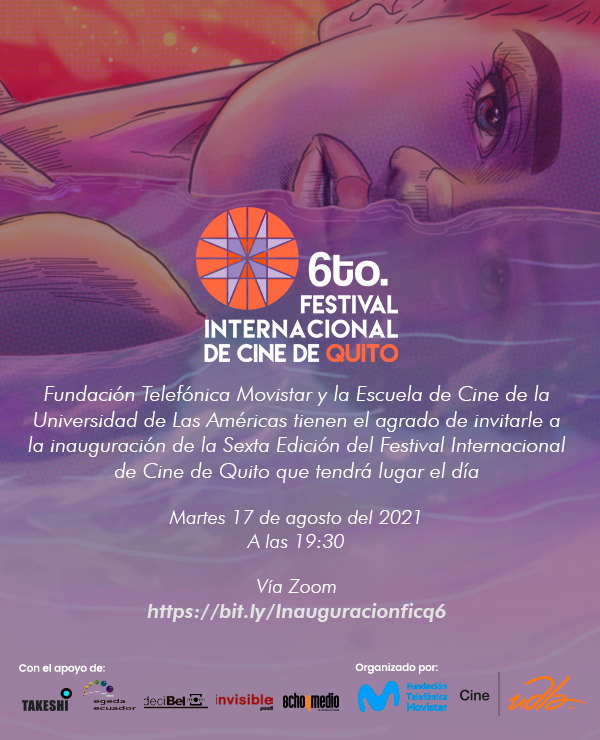 6to.
FESTIVAL
INTERNACIONAL
DE CINE DE QUITO
Fundación Telefónica Movistar y la Escuela de Cine de la
Universidad de Las Américas tienen el agrado de invitarle a
la inauguración de la Sexta Edición del Festival Internacional
de Cine de Quito que tendrá lugar el día
Martes 17 de agosto del 2021
A las 19:30
Vía Zoom
https://bit.ly/Inauguracionficq6
Con el apoyo de:
TAKESHI
egeda
ecuador
deciBel
invisible
post
8choymedio
Organizado por:
Fundación
Telefónica
Movistar
Cine
udla